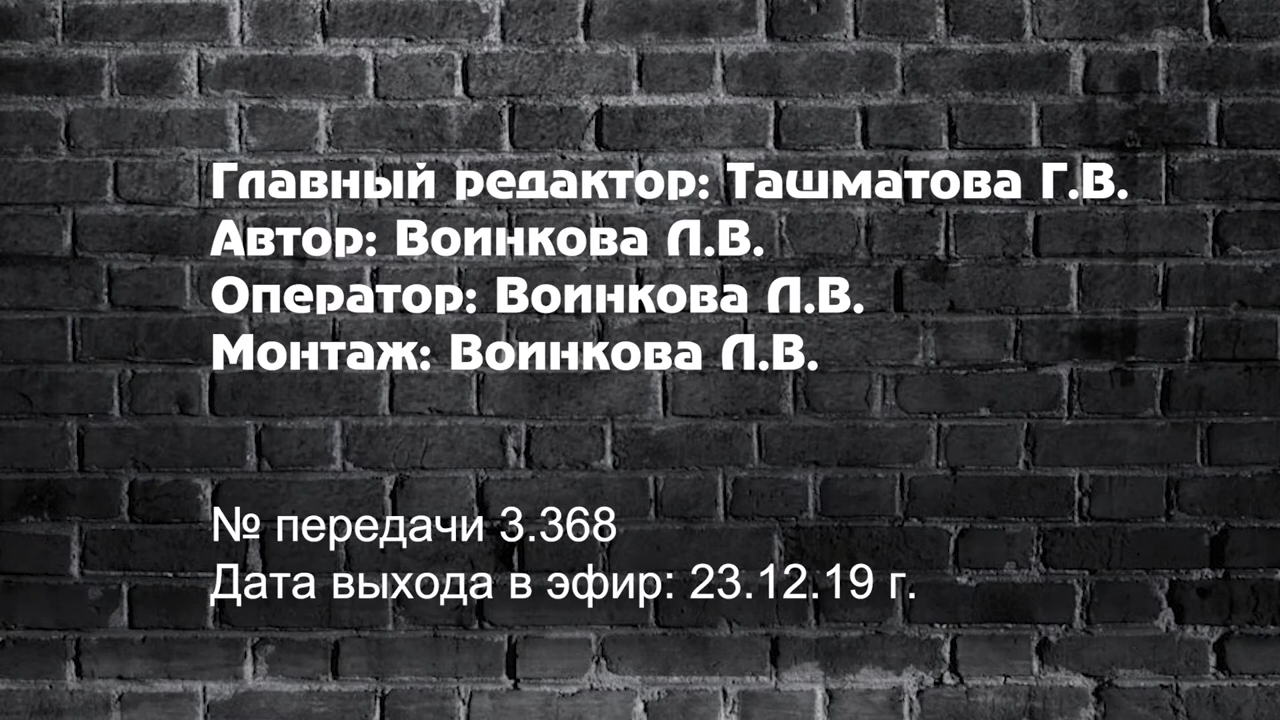 Главный редактор: Ташматова Г.В.
Автор: Воинкова Л.В.
Оператор: Воинкова Л.В.
Монтаж: Воинкова Л.В.
№ передачи 3.368
Дата выхода в эфир: 23.12.19 г.